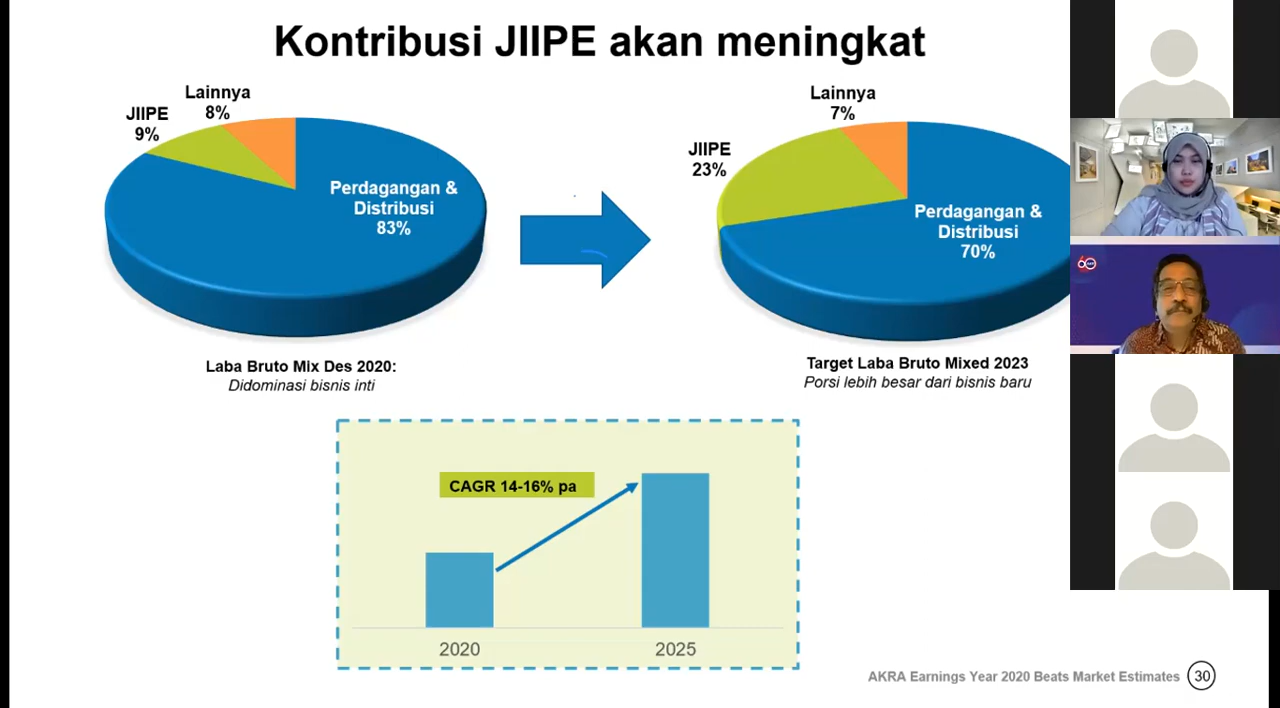 Kontribusi JIIPE akan meningkat
Lainnya
8%
JIIPE
9%
Perdagangan &
Distribusi
83%
Lainnya
7%
JIIPE
23%
Perdagangan &
Distribusi
70%
Laba Bruto Mix Des 2020:
Didominasi bisnis inti
Target Laba Bruto Mixed 2023
Porsi lebih besar dari bisnis baru
CAGR 14-16% pa
2020
2025
AKRA Earnings Year 2020 Beats Market Estimates
30